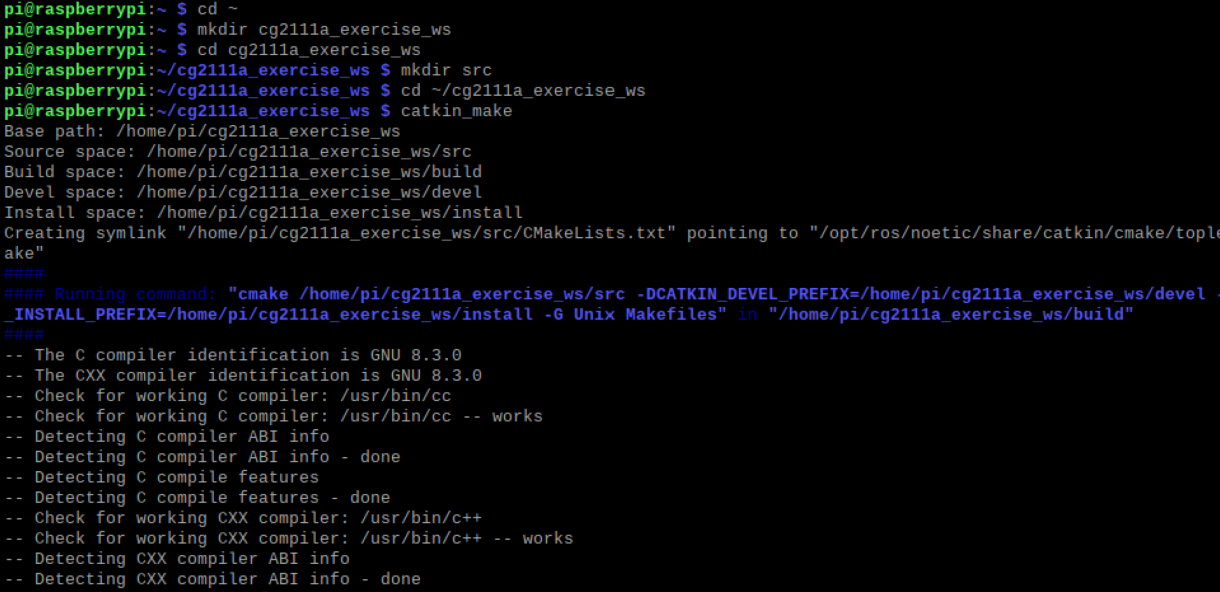 pi@raspberrypi:~ $ cd ~
pi@raspberrypi:~ $ mkdir cg2111a_exercise_ws
pi@raspberrypi:~ $ cd cg2111a_exercise_ws
pi@raspberrypi:~/cg2111a_exercise_ws $ mkdir src
pi@raspberrypi:~/cg2111a_exercise_ws $ cd ~/cg2111a_exercise_ws
pi@raspberrypi:~/cg2111a_exercise_ws $ catkin_make
Base path: /home/pi/cg2111a_exercise_ws
Source space: /home/pi/cg2111a_exercise_ws/src
Build space: /home/pi/cg2111a_exercise_ws/build
Devel space: /home/pi/cg2111a_exercise_ws/devel
Install space: /home/pi/cg2111a_exercise_ws/install
Creating symlink "/home/pi/cg2111a_exercise_ws/src/CMakeLists.txt" pointing to "/opt/ros/noetic/share/catkin/cmake/tople
ake"
####
#### Running command: "cmake /home/pi/cg2111a_exercise_ws/src -DCATKIN_DEVEL_PREFIX=/home/pi/cg2111a_exercise_ws/devel -
_INSTALL_PREFIX=/home/pi/cg2111a_exercise_ws/install -G Unix Makefiles" in "/home/pi/cg2111a_exercise_ws/build"
####
-- The C compiler identification is GNU 8.3.0
-- The CXX compiler identification is GNU 8.3.0
-- Check for working C compiler: /usr/bin/cc
-- Check for working C compiler: /usr/bin/cc -- works
-- Detecting C compiler ABI info
-- Detecting C compiler ABI info - done
-- Detecting C compile features
-- Detecting C compile features - done
-- Check for working CXX compiler: /usr/bin/c++
-- Check for working CXX compiler: /usr/bin/c++ -- works
-- Detecting CXX compiler ABI info
-- Detecting CXX compiler ABI info - done